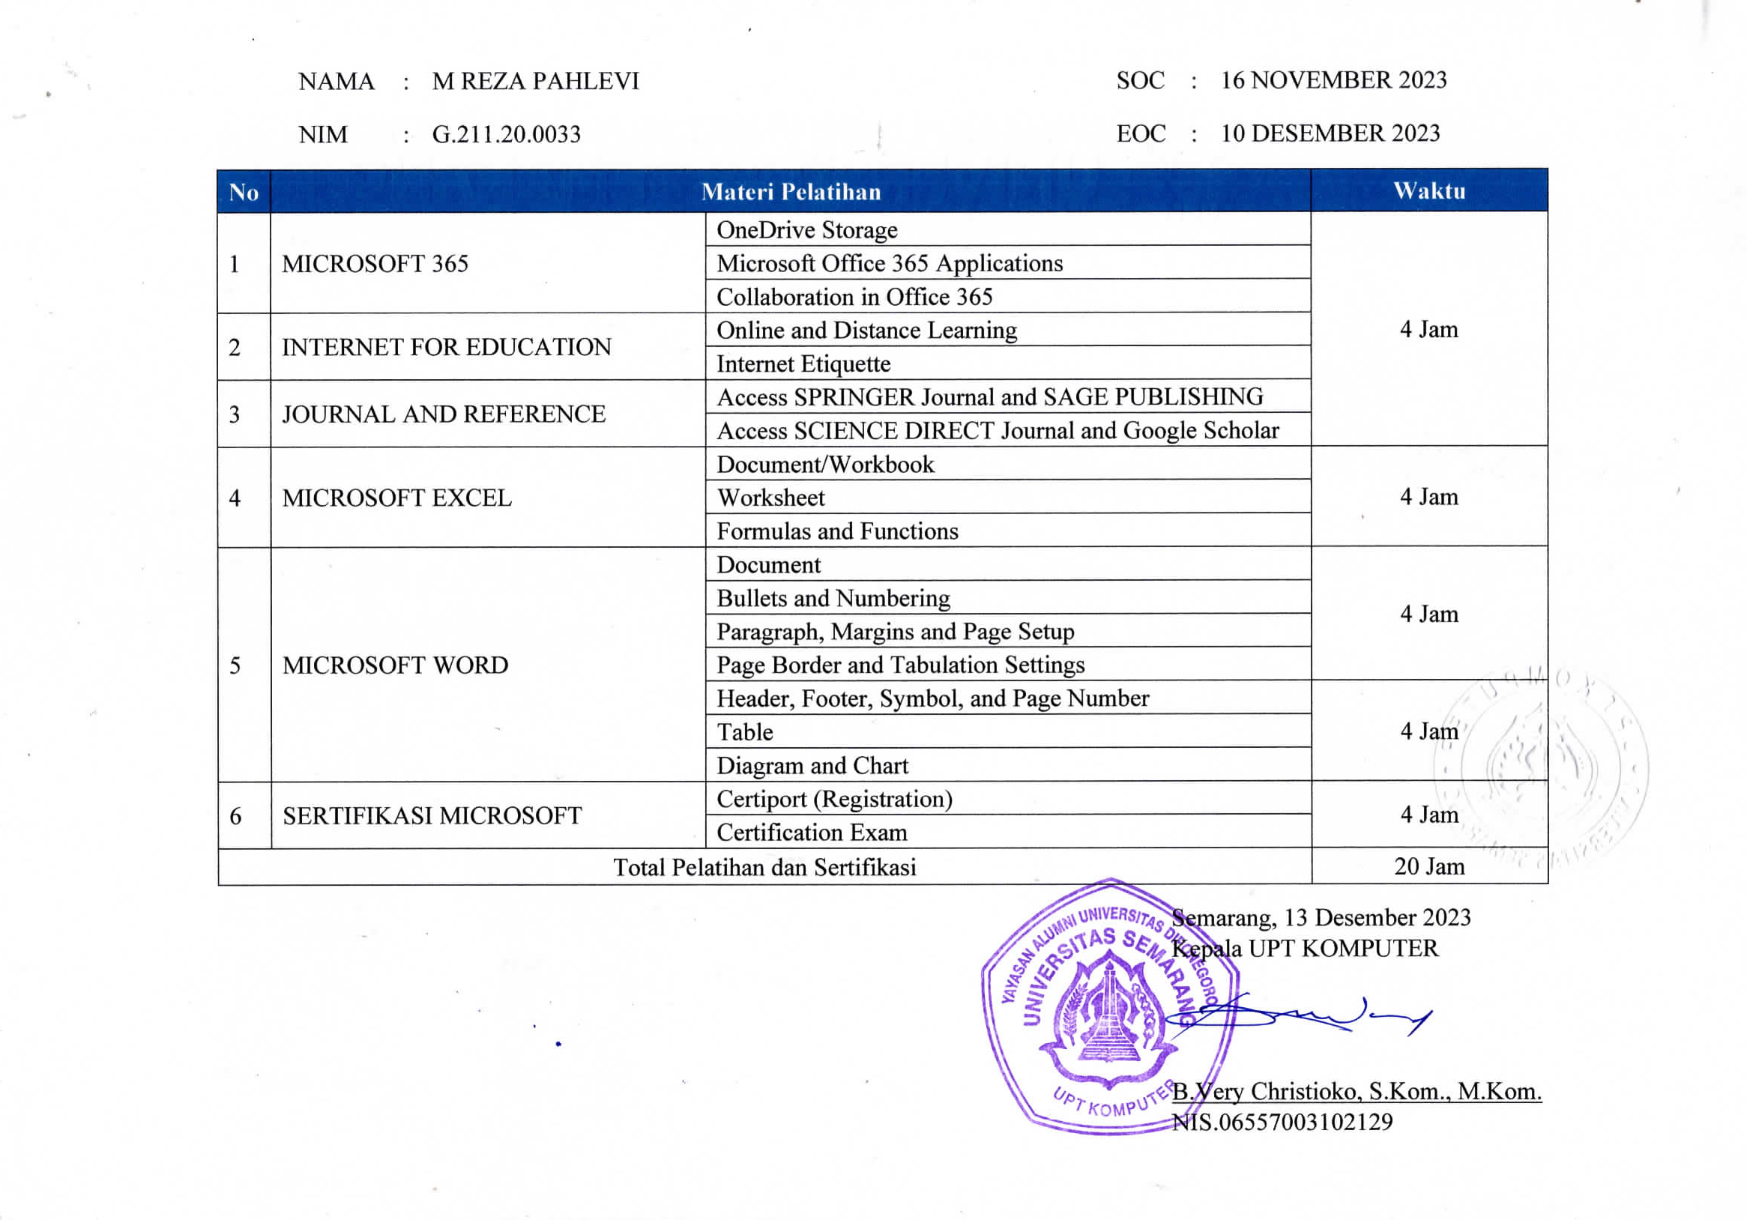 NAMA : M REZA PAHLEVI
SOC : 16 NOVEMBER 2023
NIM : G.211.20.0033
EOC : 10 DESEMBER 2023
No Materi Pelatihan Waktu
1 MICROSOFT 365
OneDrive Storage
Microsoft Office 365 Applications
Collaboration in Office 365
2 INTERNET FOR EDUCATION
Online and Distance Learning
Internet Etiquette
3 JOURNAL AND REFERENCE
Access SPRINGER Journal and SAGE PUBLISHING
Access SCIENCE DIRECT Journal and Google Scholar
4 Jam
4 MICROSOFT EXCEL
Document/Workbook
Worksheet
Formulas and Functions
4 Jam
5 MICROSOFT WORD
Document
Bullets and Numbering
Paragraph, Margins and Page Setup
Page Border and Tabulation Settings
4 Jam
Header, Footer, Symbol, and Page Number
Table
Diagram and Chart
4 Jam
6 SERTIFIKASI MICROSOFT
Certiport (Registration)
Certification Exam
4 Jam
Total Pelatihan dan Sertifikasi 20 Jam
Semarang, 13 Desember 2023
Kepala UPT KOMPUTER
YAYASAN ALUMNI UNIVERSITAS DIPONEGORO
UNIVERSITAS SEMARANG
UPT KOMPUTER
B.Very Christioko, S.Kom., M.Kom.
NIS.06557003102129